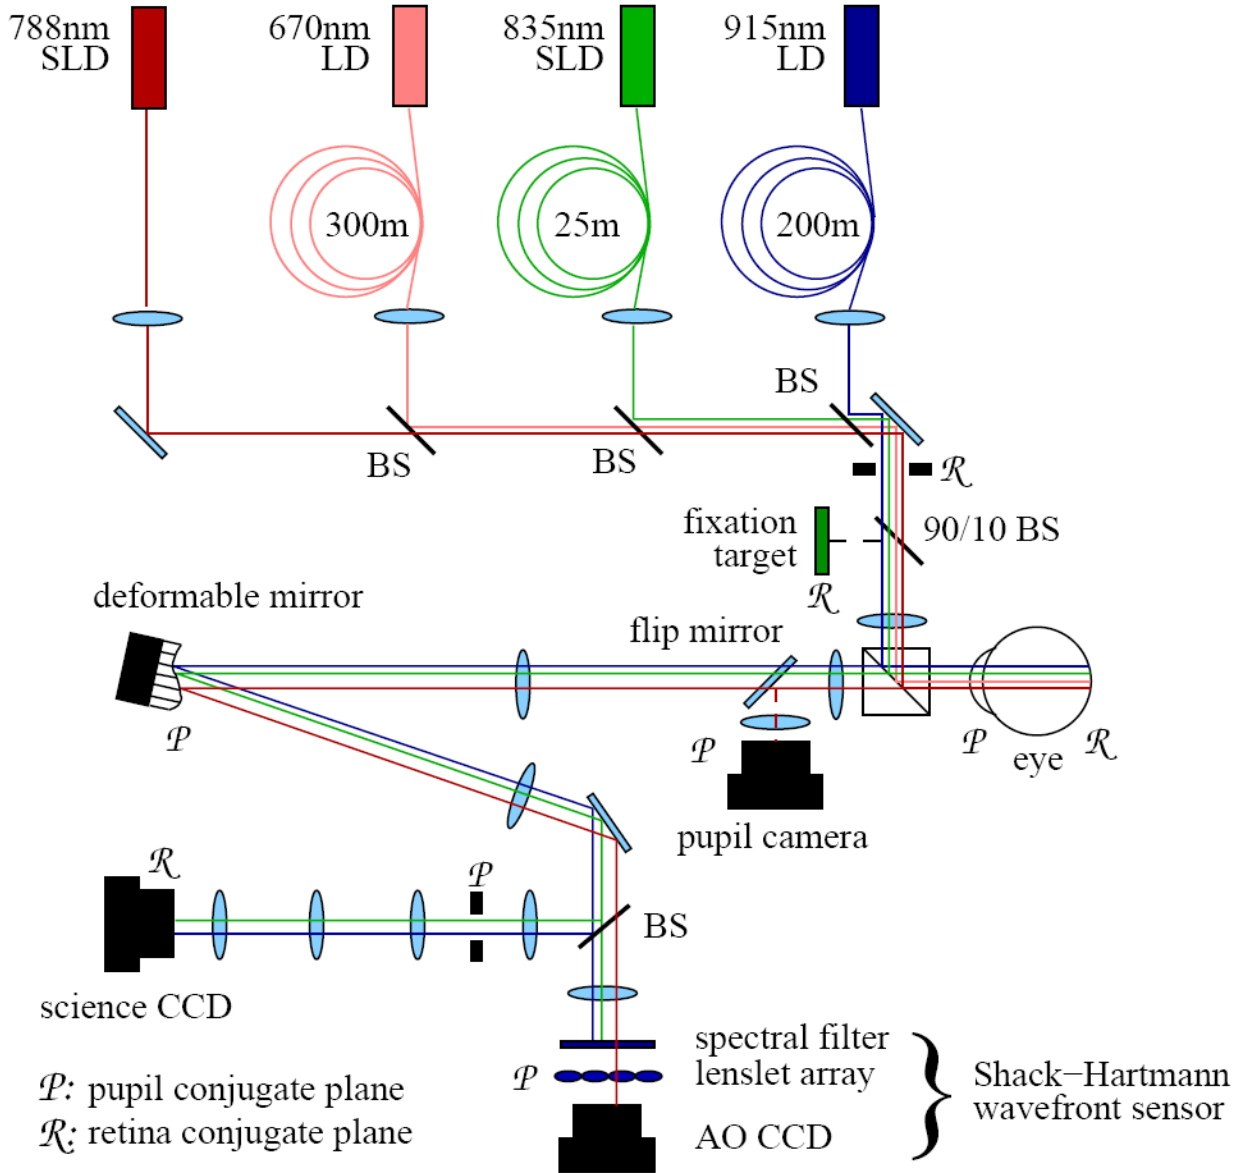 788nm
SLD
670nm
LD
835nm
SLD
915nm
LD
300m
25m
200m
BS
BS
BS
R
fixation
target
90/10 BS
R
deformable mirror
flip mirror
P
P
P
eye
R
pupil camera
R
P
BS
science CCD
spectral filter
P
lenslet array
AO CCD
Shack−Hartmann
wavefront sensor
P: pupil conjugate plane
R: retina conjugate plane